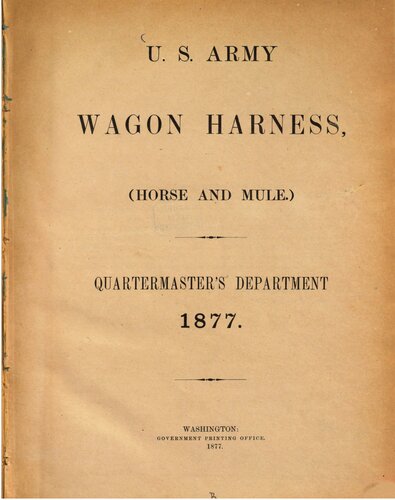 U. S. ARMY
WAGON HARNESS,
(HORSE AND MULE.)
QUARTERMASTER'S DEPARTMENT
1877.
WASHINGTON:
GOVERNMENT PRINTING OFFICE.
1877.